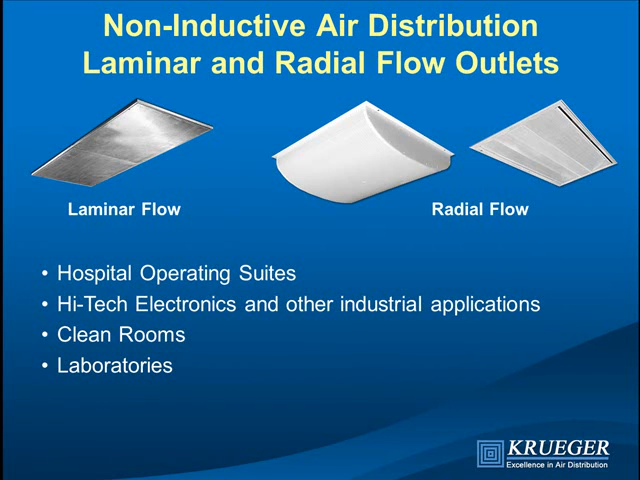 Non-Inductive Air Distribution
Laminar and Radial Flow Outlets
Laminar Flow
Radial Flow
• Hospital Operating Suites
• Hi-Tech Electronics and other industrial applications
• Clean Rooms
• Laboratories
KRUEGER
Excellence in Air Distribution